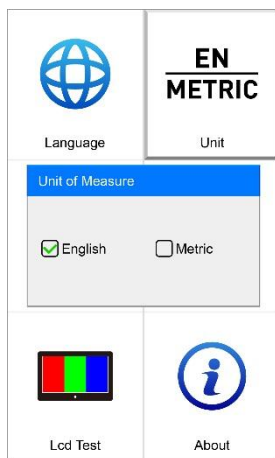 EN
METRIC
Language
Unit
Unit of Measure
English
Metric
Lcd Test
About